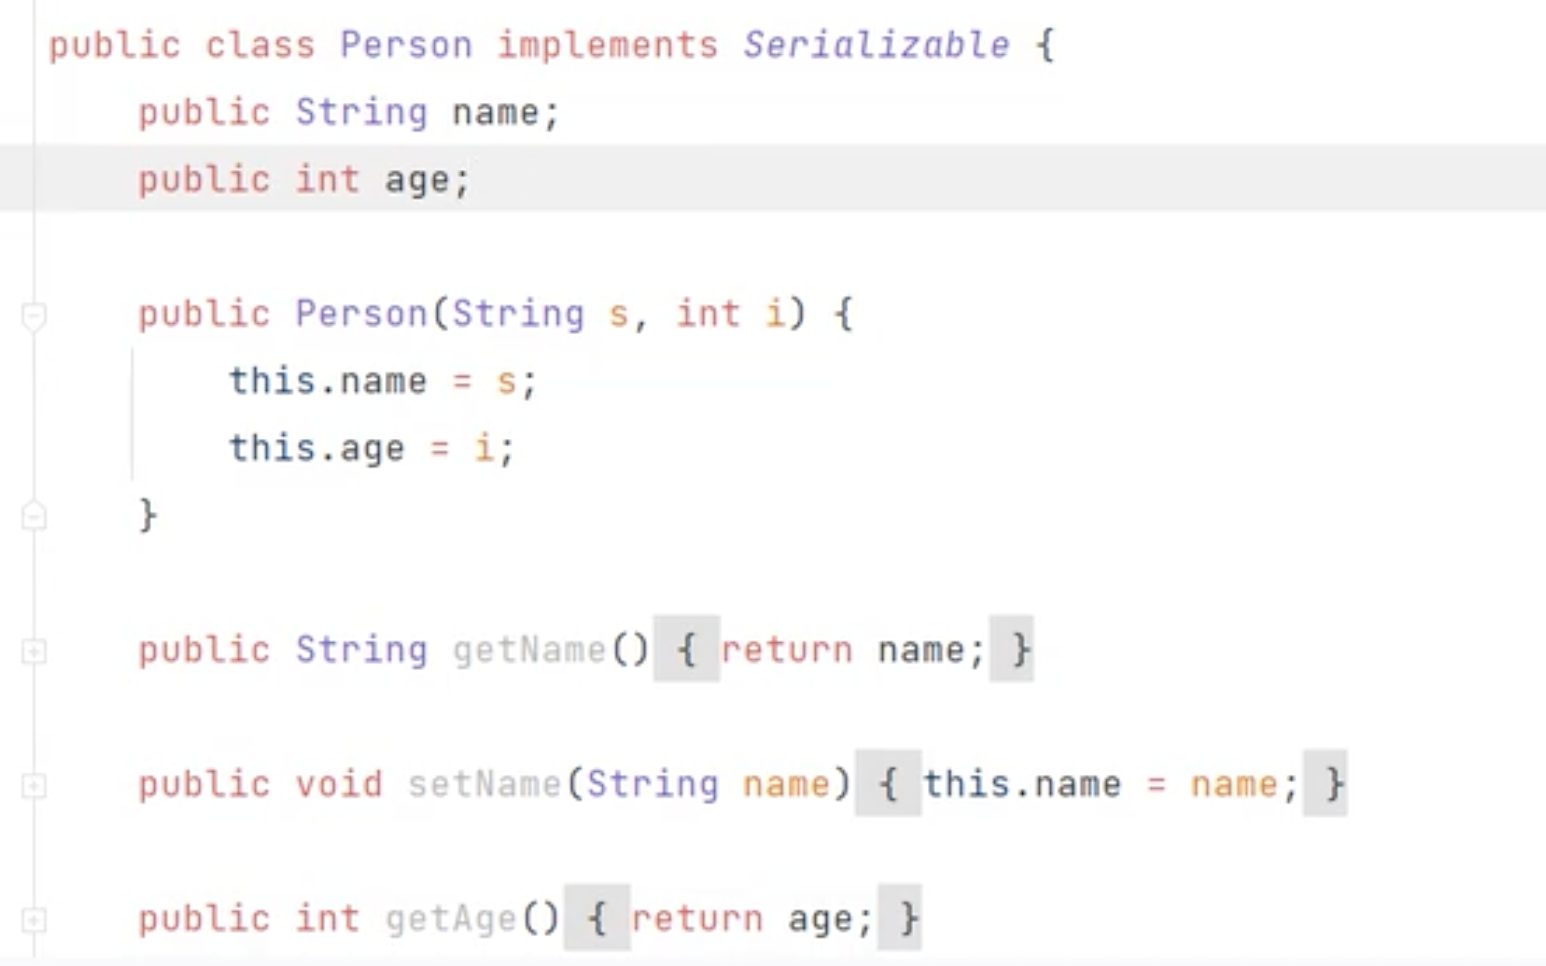 public class Person implements Serializable {
public String name;
public int age;
public Person(String s, int i) {
this.name = s;
this.age = i;
}
public String getName() { return name; }
public void setName(String name) { this.name = name; }
public int getAge() { return age; }